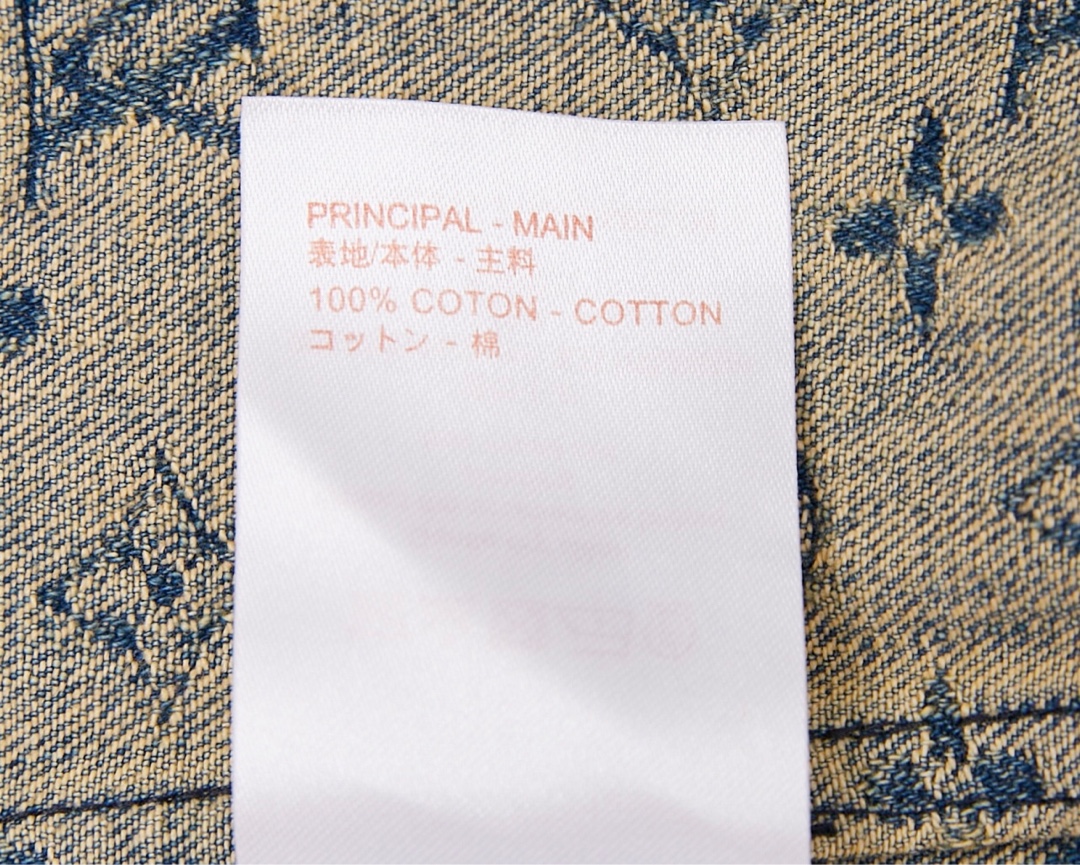 PRINCIPAL - MAIN
表地/本体 - 主料
100% COTON - COTTON
コットン - 棉